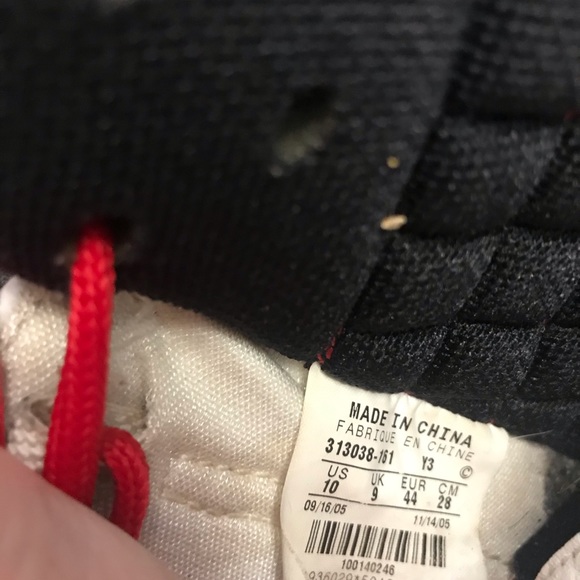 MADE IN CHINA
FABRIQUE EN CHINE
313038-161 Y3 ©
US UK EUR CM
10 9 44 28
09/16/05 11/14/05
100140246